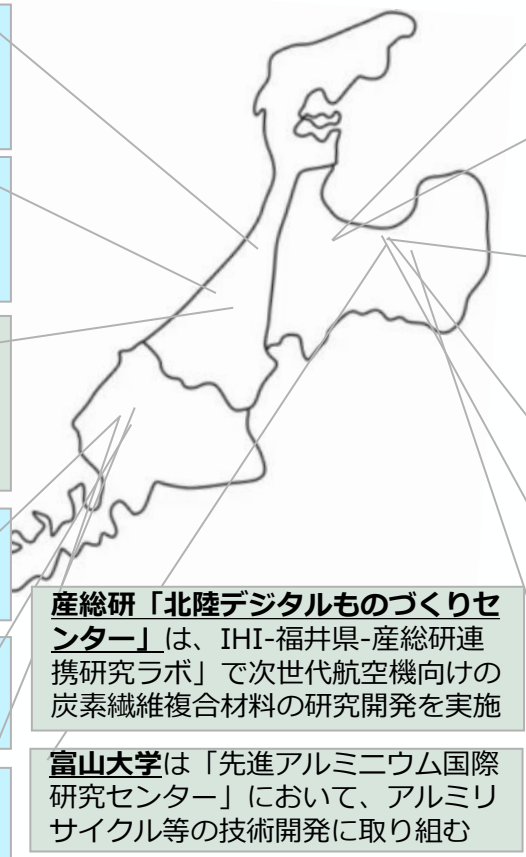 産総研「北陸デジタルものづくりセ
ンター」は、IHI-福井県-産総研連
携研究ラボ」で次世代航空機向けの
炭素繊維複合材料の研究開発を実施
富山大学は「先進アルミニウム国際
研究センター」において、アルミリ
サイクル等の技術開発に取り組む